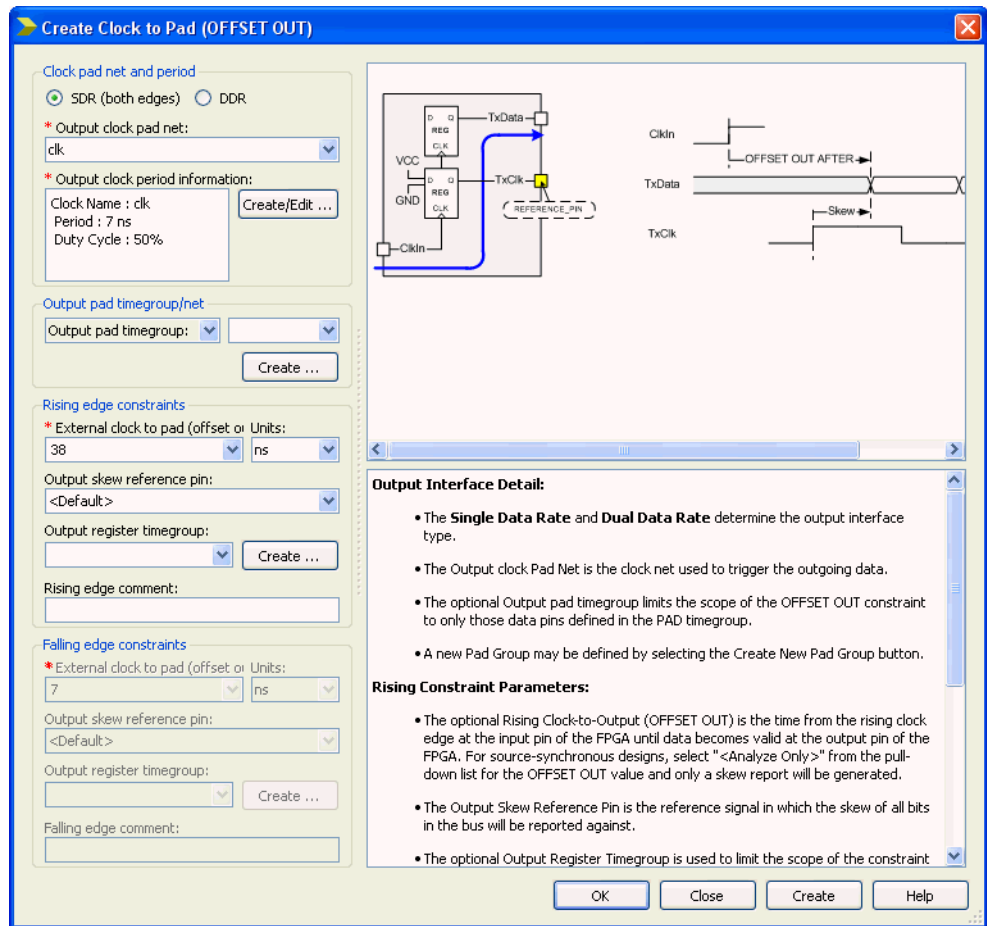 Create Clock to Pad (OFFSET OUT)
Clock pad net and period
SDR (both edges) DDR
* Output clock pad net:
clk
* Output clock period information:
Clock Name : clk
Period : 7 ns
Duty Cycle : 50%
Create/Edit ...
Output pad timegroup/net
Output pad timegroup:
Create ...
Rising edge constraints
* External clock to pad (offset ou Units:
38 ns
Output skew reference pin:
<Default>
Output register timegroup:
Create ...
Rising edge comment:
Falling edge constraints
* External clock to pad (offset ou Units:
7 ns
Output skew reference pin:
<Default>
Output register timegroup:
Create ...
Falling edge comment:
D Q
REG
CLK
TxData
VCC
D Q
REG
CLK
TxClk
GND
REFERENCE_PIN
ClkIn
ClkIn
OFFSET OUT AFTER
TxData
Skew
TxClk
Output Interface Detail:
• The Single Data Rate and Dual Data Rate determine the output interface
type.
• The Output clock Pad Net is the clock net used to trigger the outgoing data.
• The optional Output pad timegroup limits the scope of the OFFSET OUT constraint
to only those data pins defined in the PAD timegroup.
• A new Pad Group may be defined by selecting the Create New Pad Group button.
Rising Constraint Parameters:
• The optional Rising Clock-to-Output (OFFSET OUT) is the time from the rising clock
edge at the input pin of the FPGA until data becomes valid at the output pin of the
FPGA. For source-synchronous designs, select "<Analyze Only>" from the pull-
down list for the OFFSET OUT value and only a skew report will be generated.
• The Output Skew Reference Pin is the reference signal in which the skew of all bits
in the bus will be reported against.
• The optional Output Register Timegroup is used to limit the scope of the constraint
OK Close Create Help